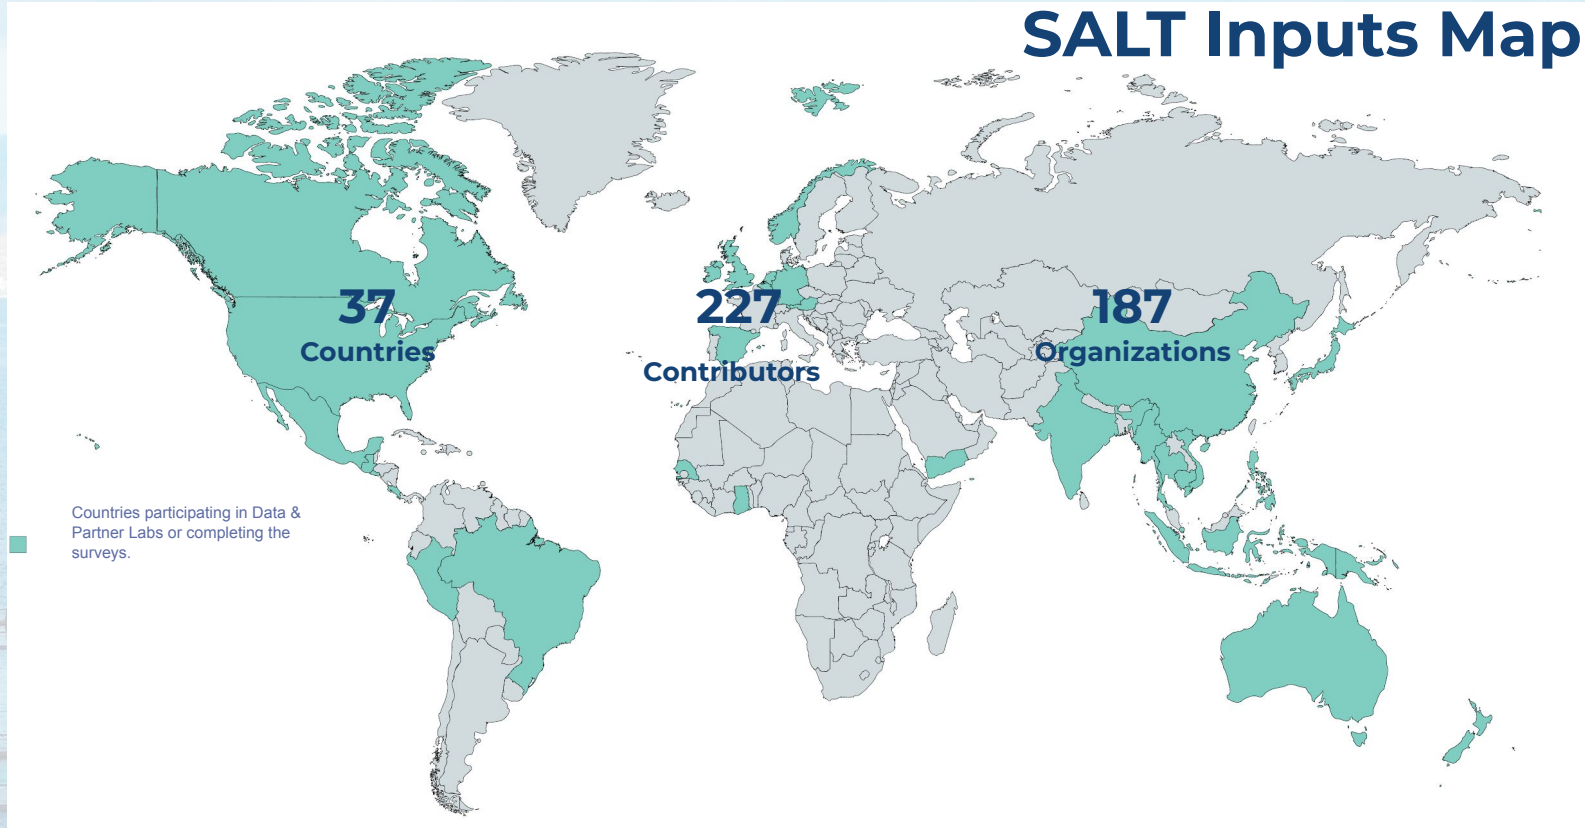 SALT Inputs Map
37
Countries
227
Contributors
187
Organizations
Countries participating in Data &
Partner Labs or completing the
surveys.